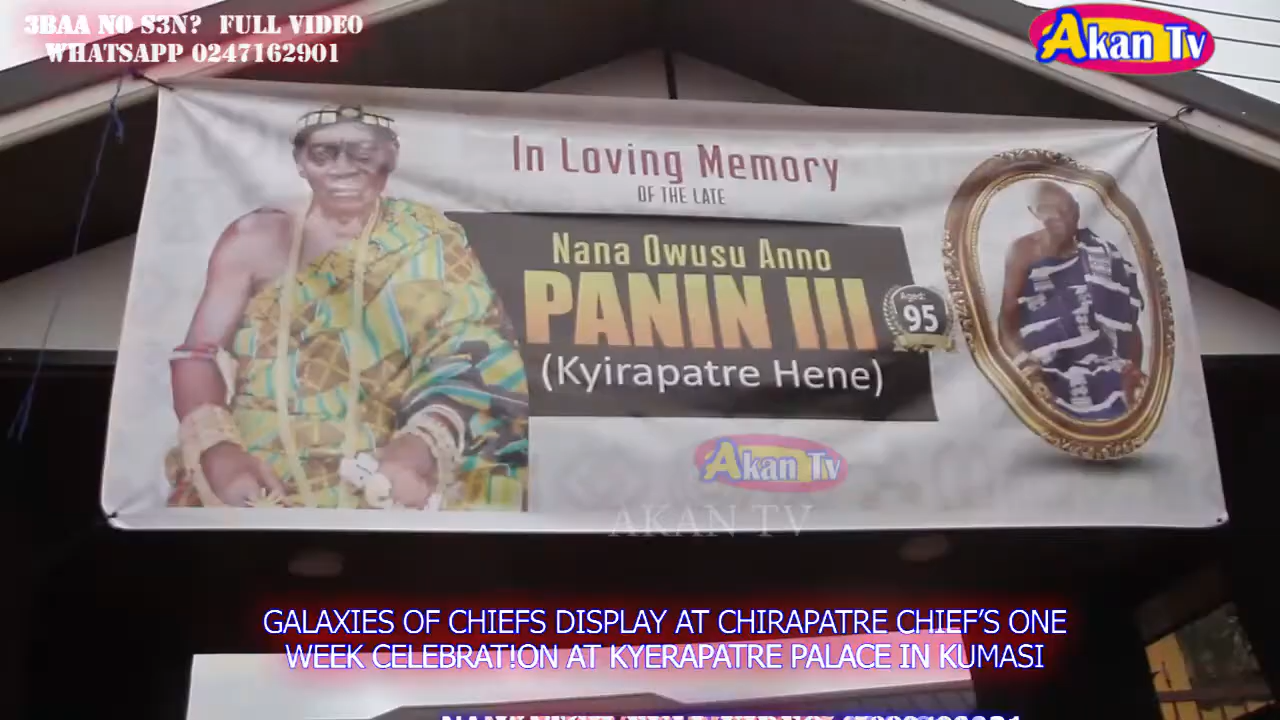 3BAA NO S3N? FULL VIDEO
WHATSAPP 0247162901
Akan Tv
In Loving Memory
OF THE LATE
Nana Owusu Anno
PANIN III
(Kyirapatre Hene)
Aged:
95
Akan Tv
AKAN TV
GALAXIES OF CHIEFS DISPLAY AT CHIRAPATRE CHIEF'S ONE
WEEK CELEBRAT!ON AT KYERAPATRE PALACE IN KUMASI